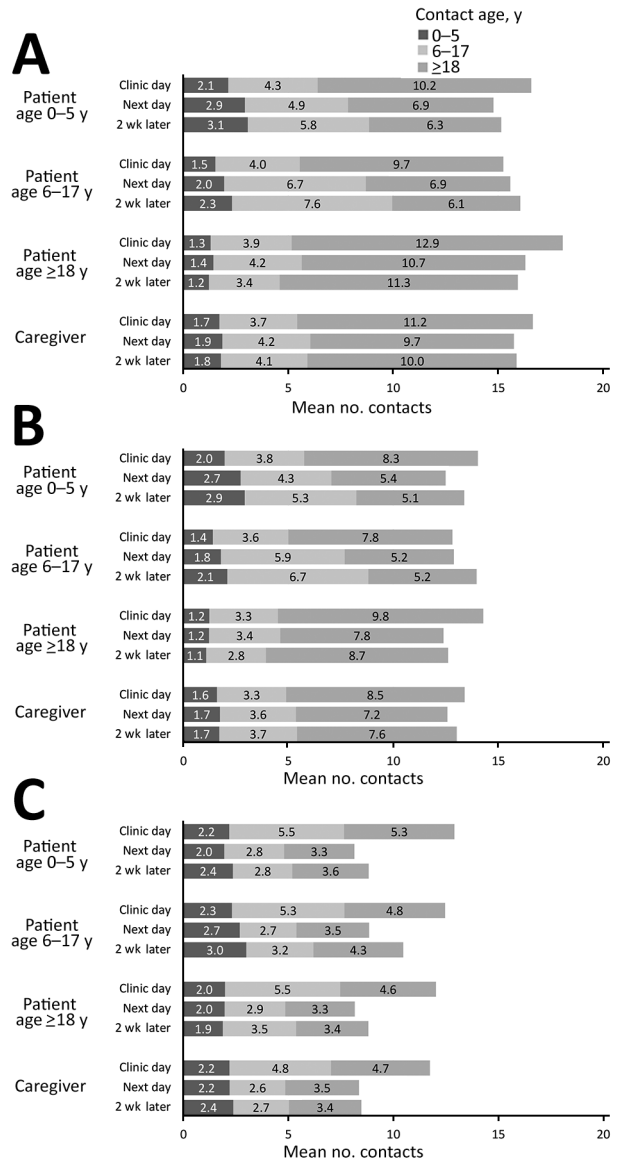 Contact age, y
0–5
6–17
≥18
A
Patient
age 0–5 y
Clinic day 2.1 4.3 10.2
Next day 2.9 4.9 6.9
2 wk later 3.1 5.8 6.3
Patient
age 6–17 y
Clinic day 1.5 4.0 9.7
Next day 2.0 6.7 6.9
2 wk later 2.3 7.6 6.1
Patient
age ≥18 y
Clinic day 1.3 3.9 12.9
Next day 1.4 4.2 10.7
2 wk later 1.2 3.4 11.3
Caregiver
Clinic day 1.7 3.7 11.2
Next day 1.9 4.2 9.7
2 wk later 1.8 4.1 10.0
0 5 10 15 20
Mean no. contacts
B
Patient
age 0–5 y
Clinic day 2.0 3.8 8.3
Next day 2.7 4.3 5.4
2 wk later 2.9 5.3 5.1
Patient
age 6–17 y
Clinic day 1.4 3.6 7.8
Next day 1.8 5.9 5.2
2 wk later 2.1 6.7 5.2
Patient
age ≥18 y
Clinic day 1.2 3.3 9.8
Next day 1.2 3.4 7.8
2 wk later 1.1 2.8 8.7
Caregiver
Clinic day 1.6 3.3 8.5
Next day 1.7 3.6 7.2
2 wk later 1.7 3.7 7.6
0 5 10 15 20
Mean no. contacts
C
Patient
age 0–5 y
Clinic day 2.2 5.5 5.3
Next day 2.0 2.8 3.3
2 wk later 2.4 2.8 3.6
Patient
age 6–17 y
Clinic day 2.3 5.3 4.8
Next day 2.7 2.7 3.5
2 wk later 3.0 3.2 4.3
Patient
age ≥18 y
Clinic day 2.0 5.5 4.6
Next day 2.0 2.9 3.3
2 wk later 1.9 3.5 3.4
Caregiver
Clinic day 2.2 4.8 4.7
Next day 2.2 2.6 3.5
2 wk later 2.4 2.7 3.4
0 5 10 15 20
Mean no. contacts